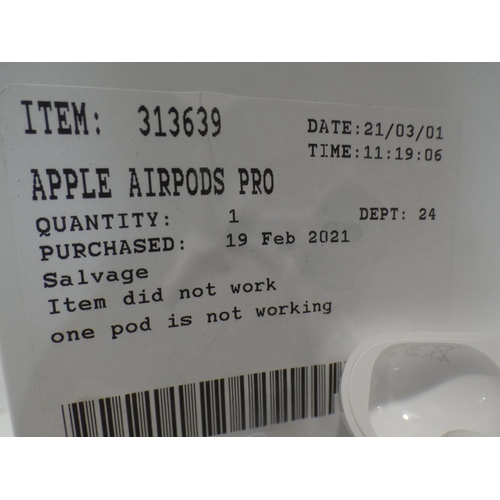 ITEM: 313639 DATE:21/03/01
TIME:11:19:06
APPLE AIRPODS PRO
QUANTITY: 1 DEPT: 24
PURCHASED: 19 Feb 2021
Salvage
Item did not work
one pod is not working